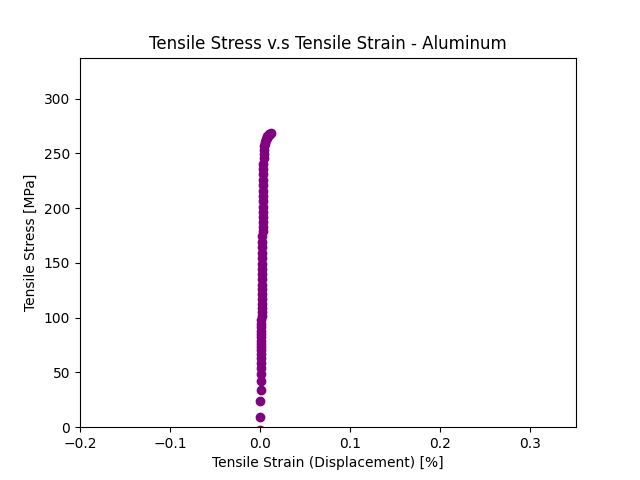 Tensile Stress v.s Tensile Strain - Aluminum
300
250
200
150
100
50
0
Tensile Stress [MPa]
−0.2 −0.1 0.0 0.1 0.2 0.3
Tensile Strain (Displacement) [%]